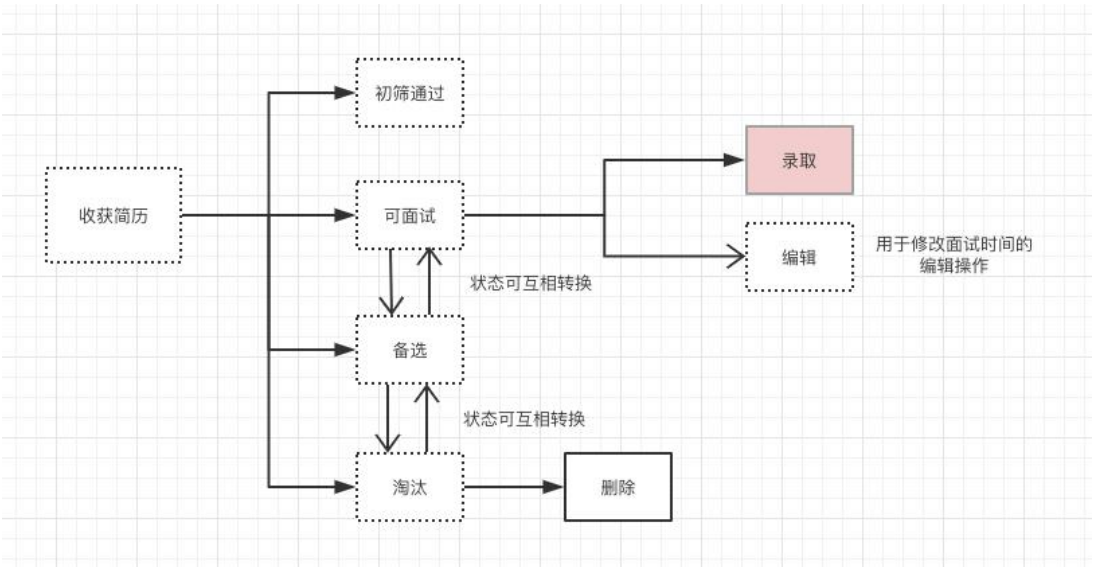 初筛通过
录取
收获简历
可面试
编辑
用于修改面试时间的
编辑操作
状态可互相转换
备选
状态可互相转换
淘汰
删除